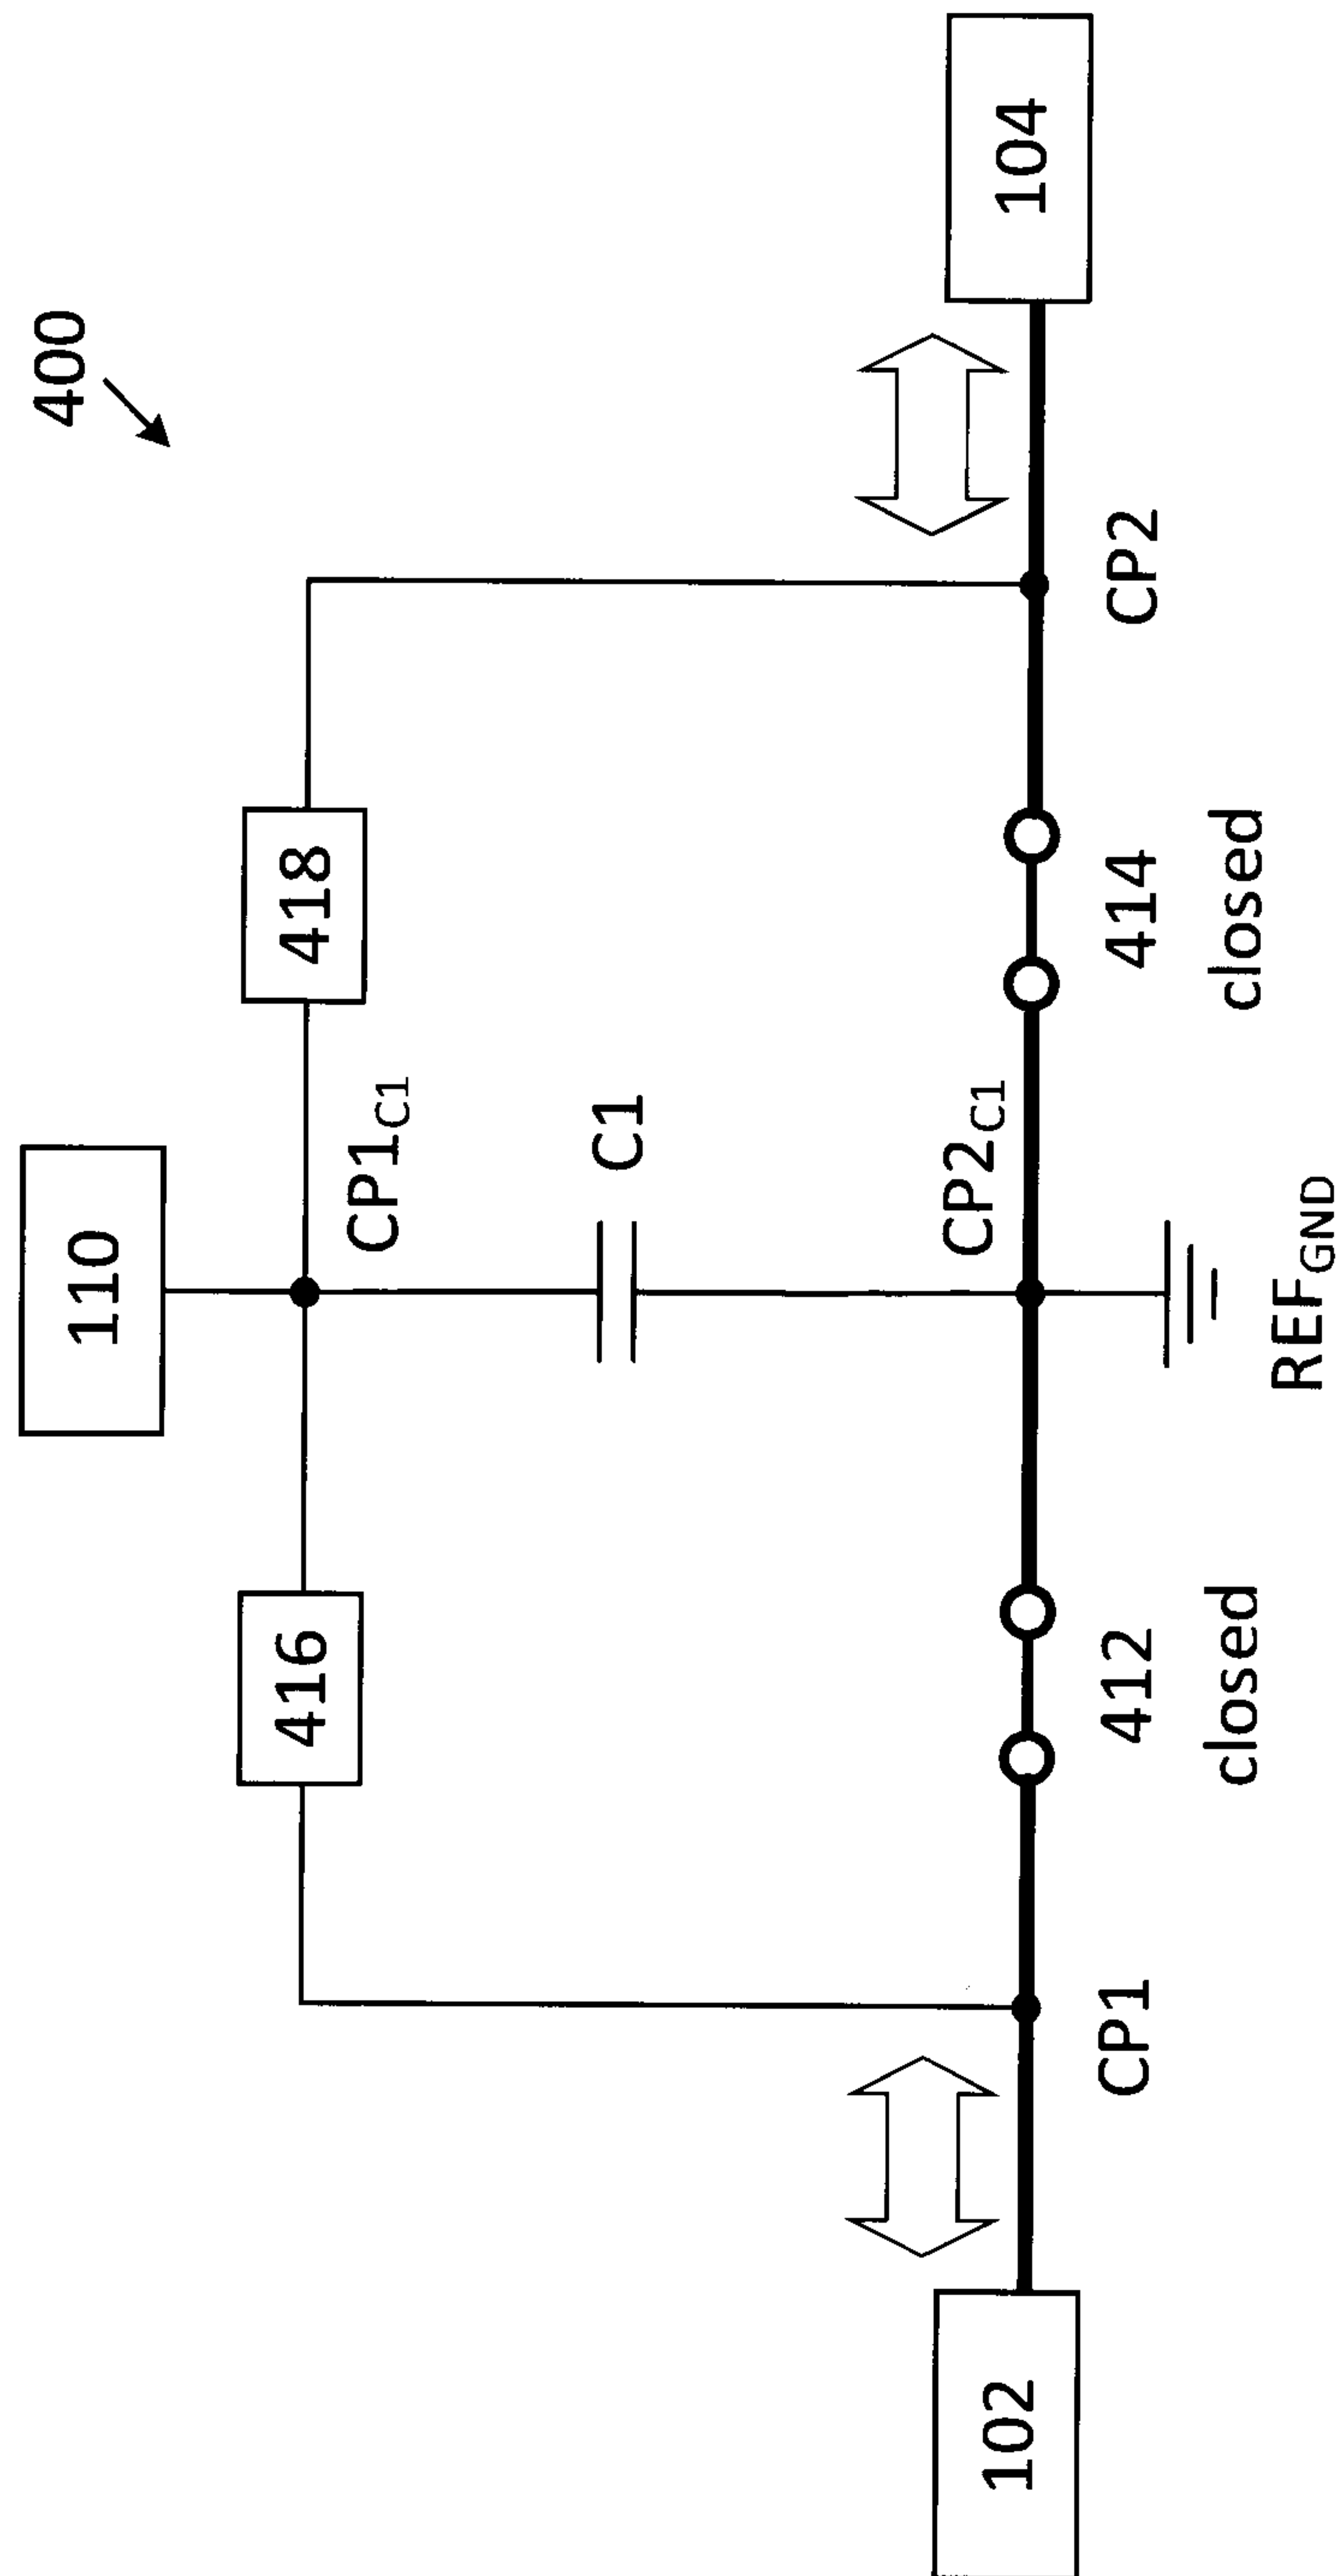 400
110
416
418
CP1C1
C1
102
104
CP2C1
CP1
412
414
CP2
closed
closed
REFGND